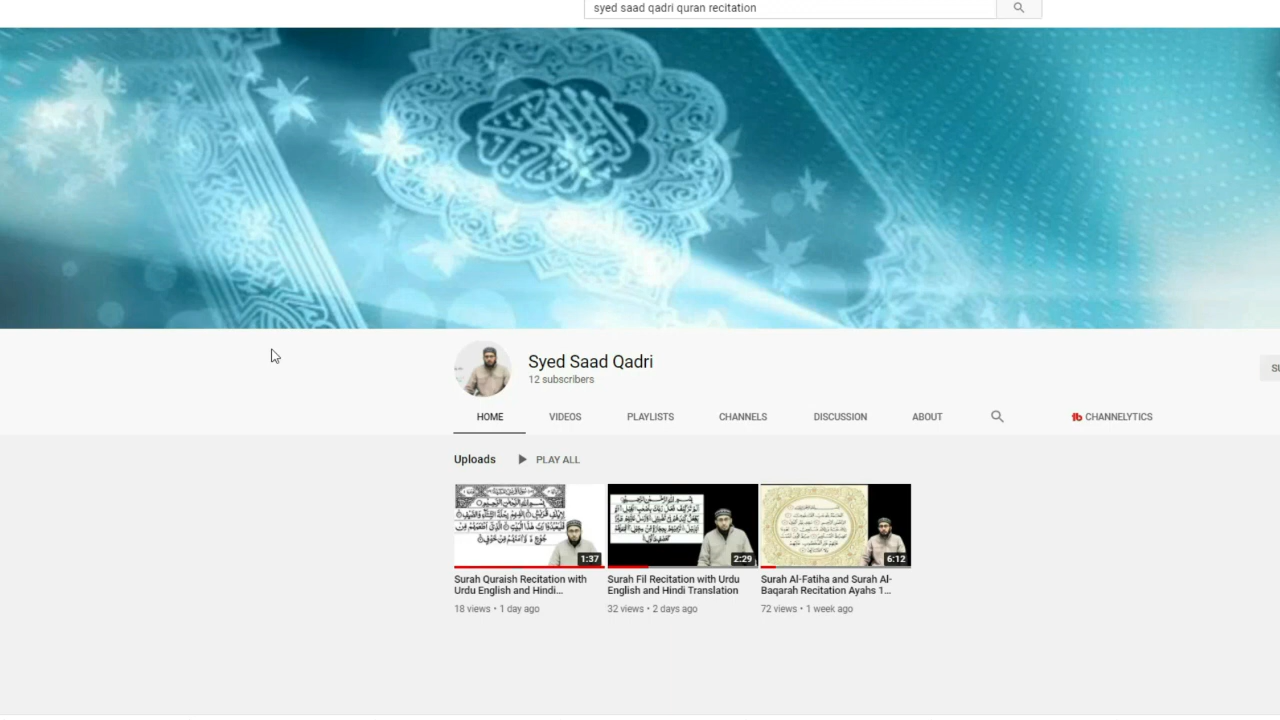 syed saad qadri quran recitation
Syed Saad Qadri
12 subscribers
SU
HOME
VIDEOS
PLAYLISTS
CHANNELS
DISCUSSION
ABOUT
CHANNELYTICS
Uploads
PLAY ALL
1:37
2:29
6:12
Surah Quraish Recitation with
Urdu English and Hindi...
18 views • 1 day ago
Surah Fil Recitation with Urdu
English and Hindi Translation
32 views • 2 days ago
Surah Al-Fatiha and Surah Al-
Baqarah Recitation Ayahs 1...
72 views • 1 week ago